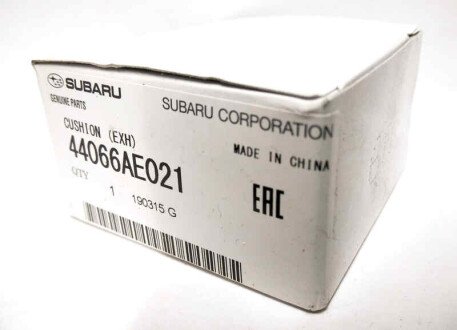 SUBARU
GENUINE PARTS
SUBARU CORPORATION
CUSHION (EXH)
44066AE021
MADE IN CHINA
QTY
1 190315 G
EAC